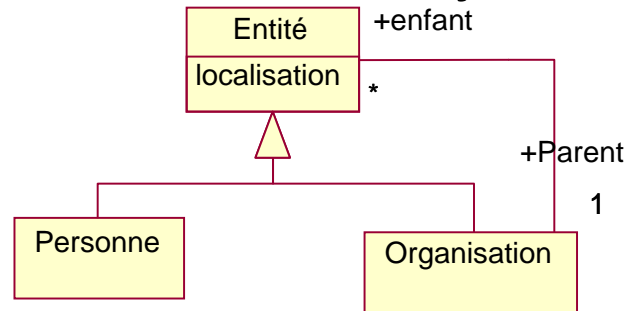 Entité
+enfant
localisation
*
+Parent
1
Personne
Organisation